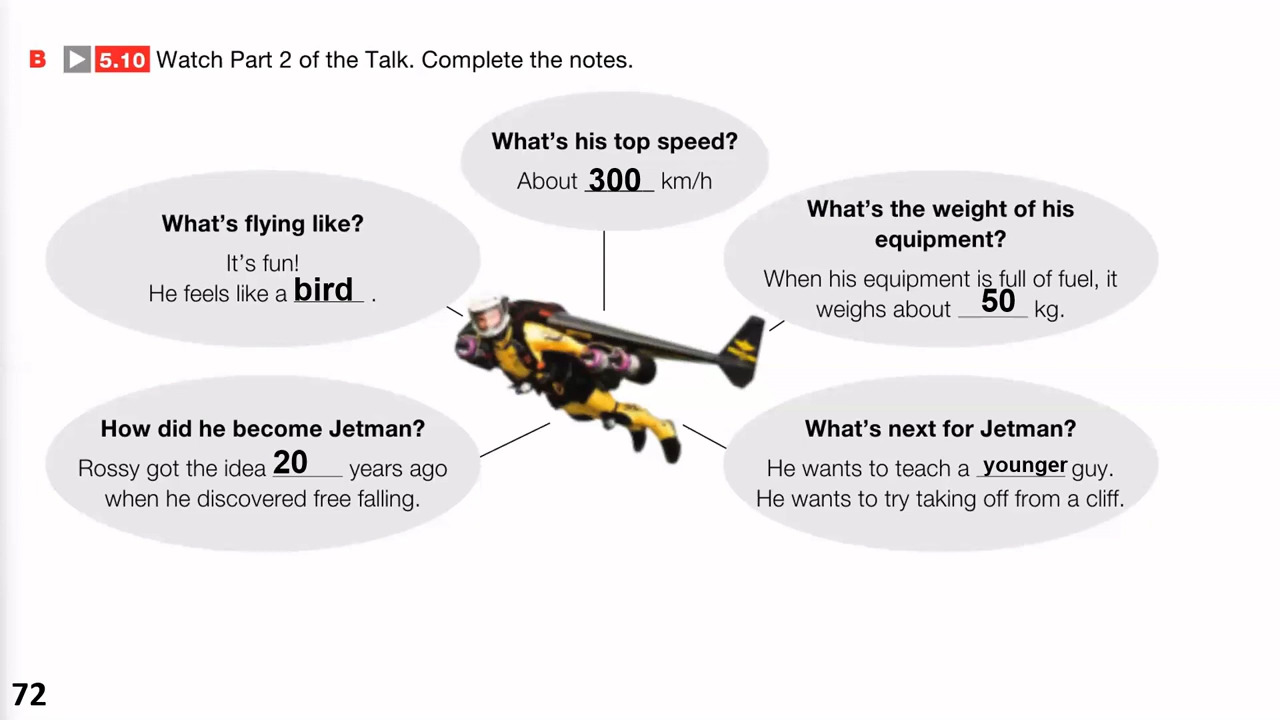 B 5.10 Watch Part 2 of the Talk. Complete the notes.
What's his top speed?
About 300 km/h
What's flying like?
It's fun!
He feels like a bird .
What's the weight of his
equipment?
When his equipment is full of fuel, it
weighs about 50 kg.
How did he become Jetman?
Rossy got the idea 20 years ago
when he discovered free falling.
What's next for Jetman?
He wants to teach a younger guy.
He wants to try taking off from a cliff.
72